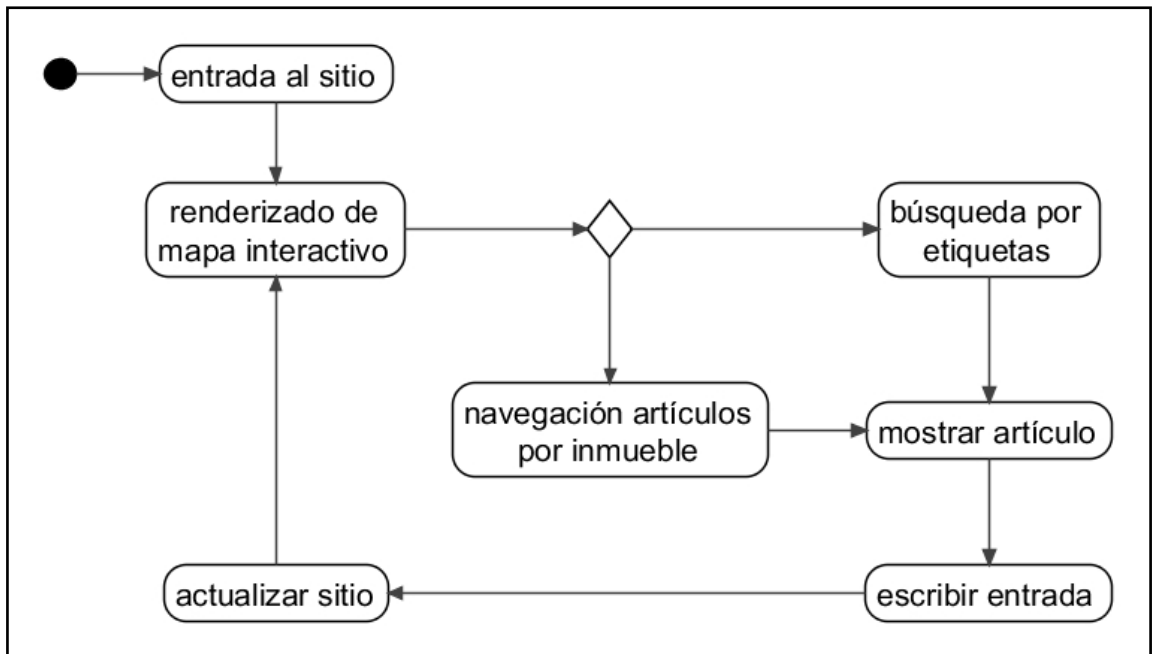 entrada al sitio
renderizado de
mapa interactivo
búsqueda por
etiquetas
navegación artículos
por inmueble
mostrar artículo
actualizar sitio
escribir entrada